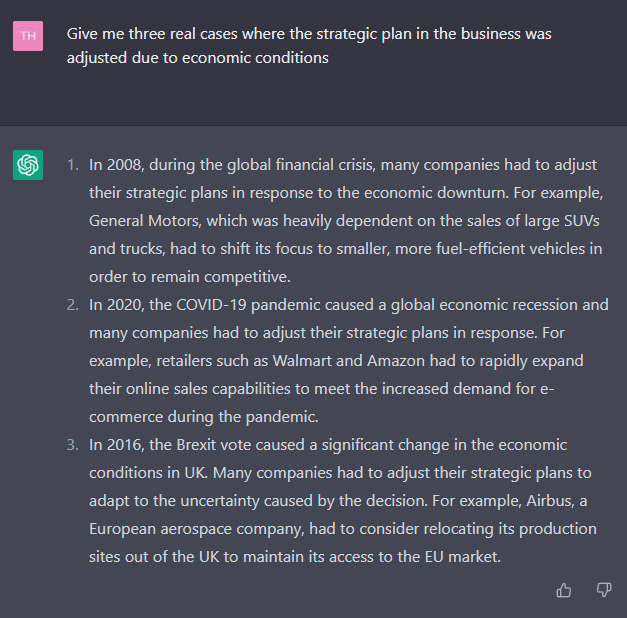 TH
Give me three real cases where the strategic plan in the business was
adjusted due to economic conditions
1. In 2008, during the global financial crisis, many companies had to adjust
their strategic plans in response to the economic downturn. For example,
General Motors, which was heavily dependent on the sales of large SUVs
and trucks, had to shift its focus to smaller, more fuel-efficient vehicles in
order to remain competitive.
2. In 2020, the COVID-19 pandemic caused a global economic recession and
many companies had to adjust their strategic plans in response. For
example, retailers such as Walmart and Amazon had to rapidly expand
their online sales capabilities to meet the increased demand for e-
commerce during the pandemic.
3. In 2016, the Brexit vote caused a significant change in the economic
conditions in UK. Many companies had to adjust their strategic plans to
adapt to the uncertainty caused by the decision. For example, Airbus, a
European aerospace company, had to consider relocating its production
sites out of the UK to maintain its access to the EU market.